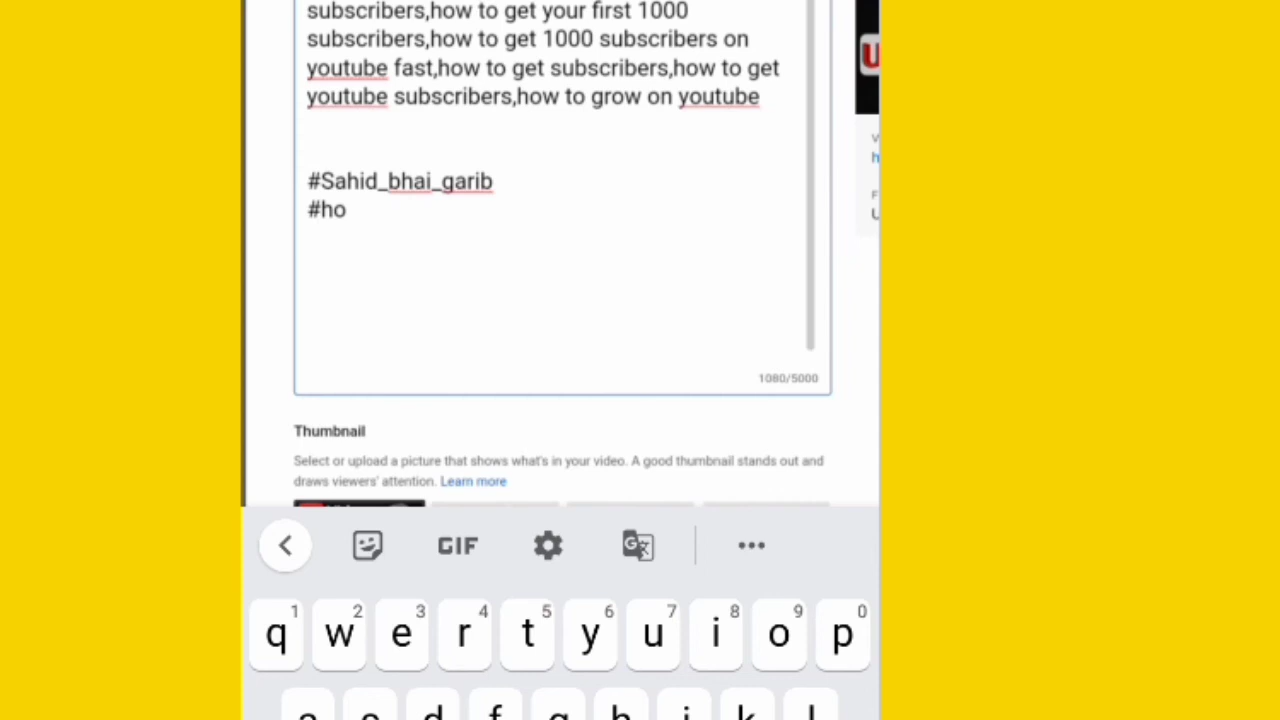 subscribers,how to get your first 1000
subscribers,how to get 1000 subscribers on
youtube fast,how to get subscribers,how to get
youtube subscribers,how to grow on youtube
#Sahid_bhai_garib
#ho
1080/5000
Thumbnail
Select or upload a picture that shows what's in your video. A good thumbnail stands out and
draws viewers' attention. Learn more
GIF
1 2 3 4 5 6 7 8 9 0
q w e r t y u i o p
a s d f g h j k l